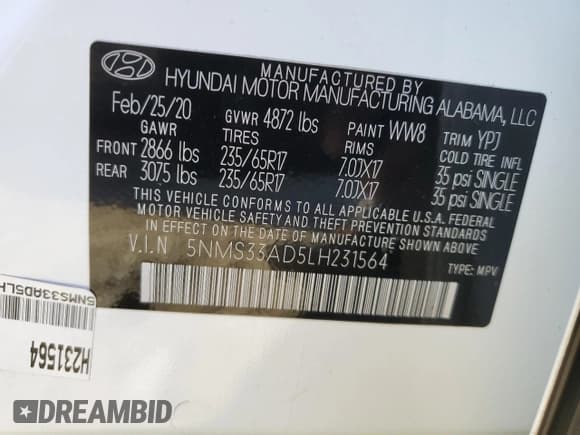 MANUFACTURED BY
HYUNDAI MOTOR MANUFACTURING ALABAMA, LLC
Feb/25/20 GVWR 4872 lbs PAINT WW8 TRIM YPJ
GAWR TIRES RIMS COLD TIRE INFL
FRONT 2866 lbs 235/65R17 7.0JX17 35 psi SINGLE
REAR 3075 lbs 235/65R17 7.0JX17 35 psi SINGLE
THIS VEHICLE CONFORMS TO ALL APPLICABLE U.S.A. FEDERAL
MOTOR VEHICLE SAFETY AND THEFT PREVENTION STANDARDS
IN EFFECT ON THE DATE OF MANUFACTURE SHOWN ABOVE.
V.I.N 5NMS33AD5LH231564
TYPE: MPV
5NMS33AD5LH
H231564
DREAMBID